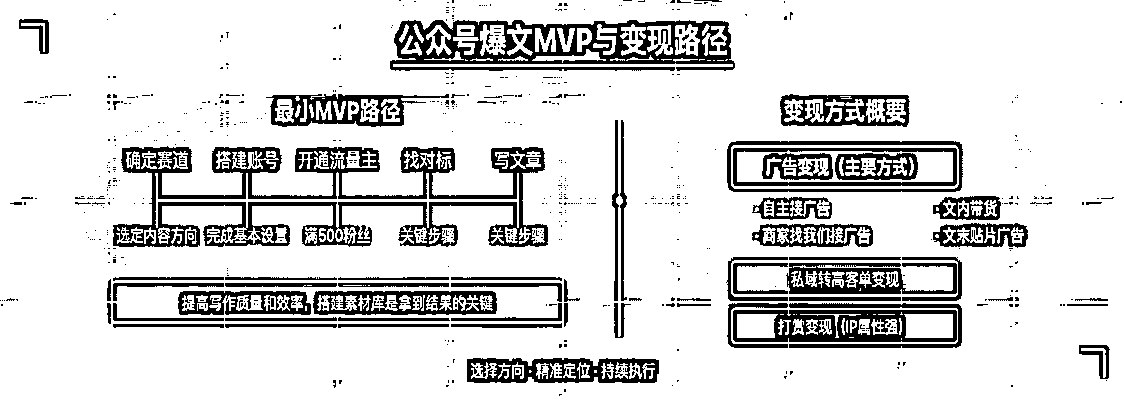 公众号爆文MVP与变现路径
最小MVP路径
确定赛道 搭建账号 开通流量主 找对标 写文章
选定内容方向 完成基本设置 满500粉丝 关键步骤 关键步骤
提高写作质量和效率，搭建素材库是拿到结果的关键
变现方式概要
广告变现（主要方式）
·自主接广告 ·文内带货
·商家找我们接广告 ·文末贴片广告
私域转高客单变现
打赏变现（IP属性强）
选择方向·精准定位·持续执行